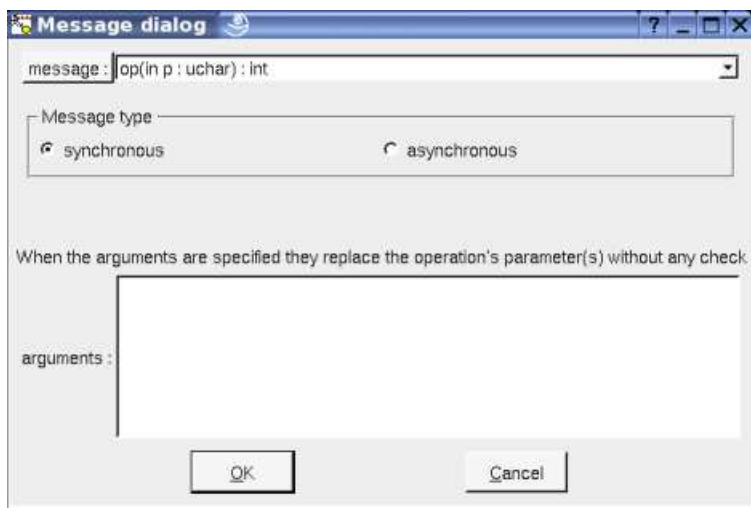 Message dialog
message : op(in p : uchar) : int
Message type
synchronous asynchronous
When the arguments are specified they replace the operation's parameter(s) without any check
arguments :
OK Cancel